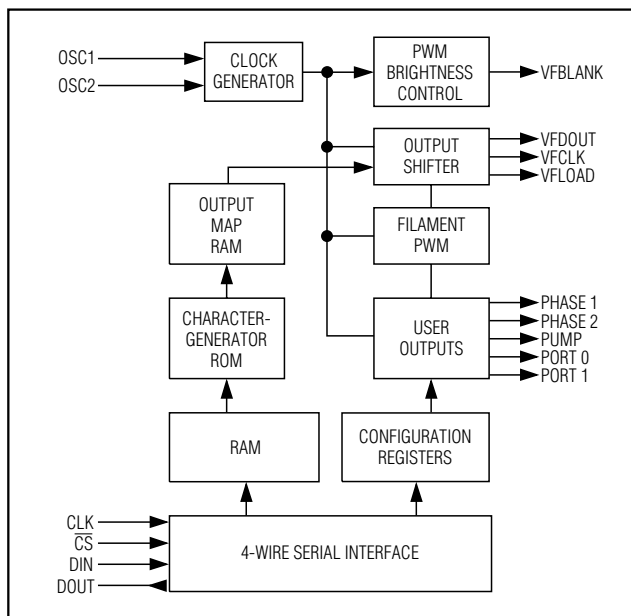 OSC1
OSC2
CLOCK
GENERATOR
PWM
BRIGHTNESS
CONTROL
VFBLANK
OUTPUT
SHIFTER
VFDOUT
VFCLK
VFLOAD
OUTPUT
MAP
RAM
FILAMENT
PWM
CHARACTER-
GENERATOR
ROM
USER
OUTPUTS
PHASE 1
PHASE 2
PUMP
PORT 0
PORT 1
RAM
CONFIGURATION
REGISTERS
CLK
CS
DIN
DOUT
4-WIRE SERIAL INTERFACE